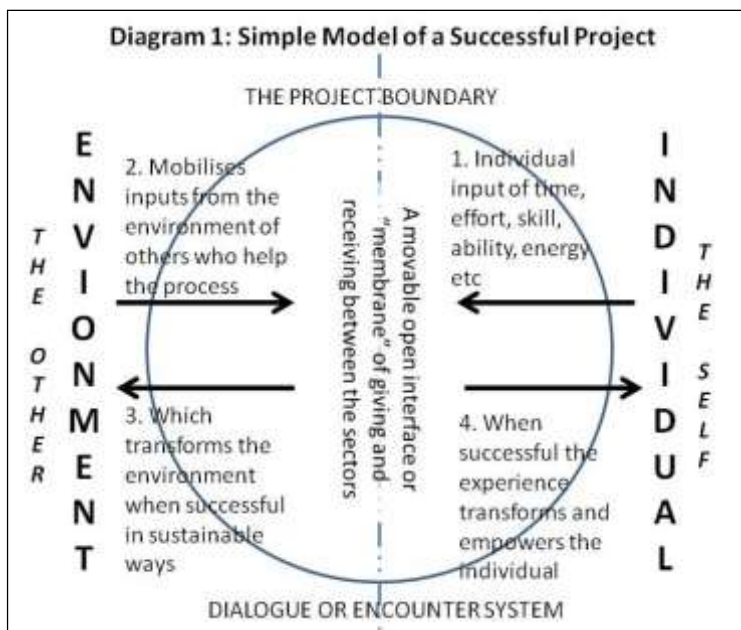 Diagram 1: Simple Model of a Successful Project
THE PROJECT BOUNDARY
THE OTHER
ENVIONMENT
2. Mobilises
inputs from the
environment of
others who help
the process
3. Which
transforms the
environment
when successful
in sustainable
ways
A movable open interface or
“membrane” of giving and
receiving between the sectors
1. Individual
input of time,
effort, skill,
ability, energy
etc
4. When
successful the
experience
transforms and
empowers the
individual
INDIVIDUAL
THE SELF
DIALOGUE OR ENCOUNTER SYSTEM